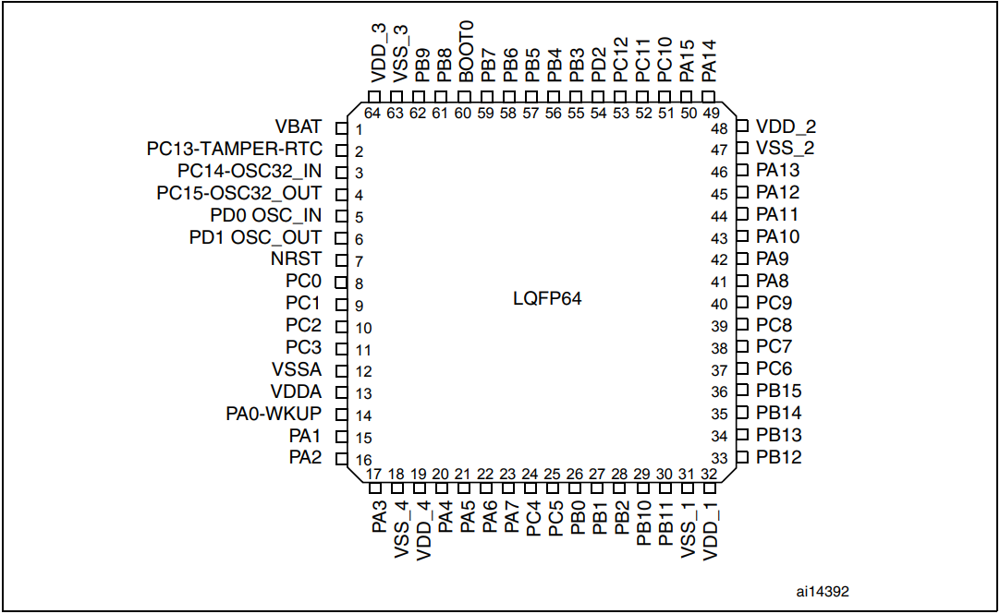 VDD_3 VSS_3 PB9 PB8 BOOT0 PB7 PB6 PB5 PB4 PB3 PD2 PC12 PC11 PC10 PA15 PA14
64 63 62 61 60 59 58 57 56 55 54 53 52 51 50 49
VBAT 1 48 VDD_2
PC13-TAMPER-RTC 2 47 VSS_2
PC14-OSC32_IN 3 46 PA13
PC15-OSC32_OUT 4 45 PA12
PD0 OSC_IN 5 44 PA11
PD1 OSC_OUT 6 43 PA10
NRST 7 42 PA9
PC0 8 41 PA8
PC1 9 40 PC9
LQFP64
PC2 10 39 PC8
PC3 11 38 PC7
VSSA 12 37 PC6
VDDA 13 36 PB15
PA0-WKUP 14 35 PB14
PA1 15 34 PB13
PA2 16 33 PB12
17 18 19 20 21 22 23 24 25 26 27 28 29 30 31 32
PA3 VSS_4 VDD_4 PA4 PA5 PA6 PA7 PC4 PC5 PB0 PB1 PB2 PB10 PB11 VSS_1 VDD_1
ai14392